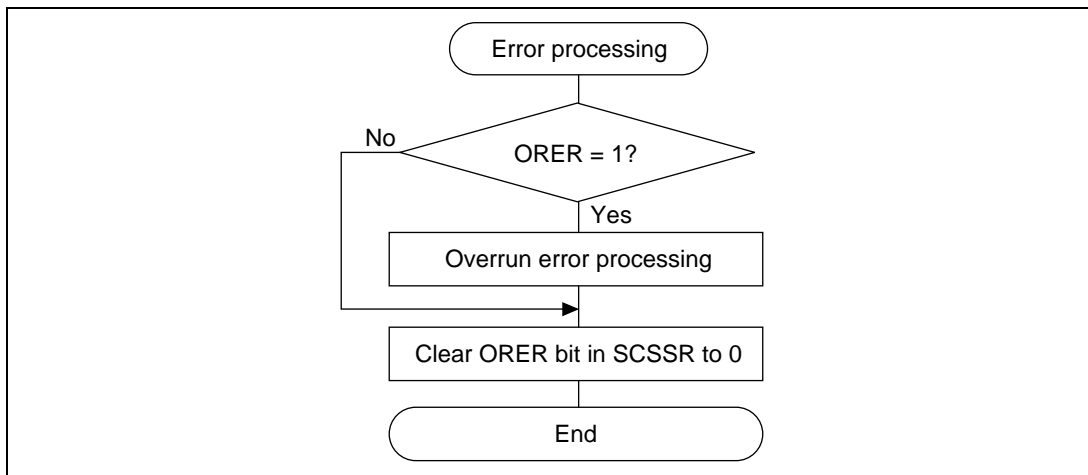 Error processing
No
ORER = 1?
Yes
Overrun error processing
Clear ORER bit in SCSSR to 0
End